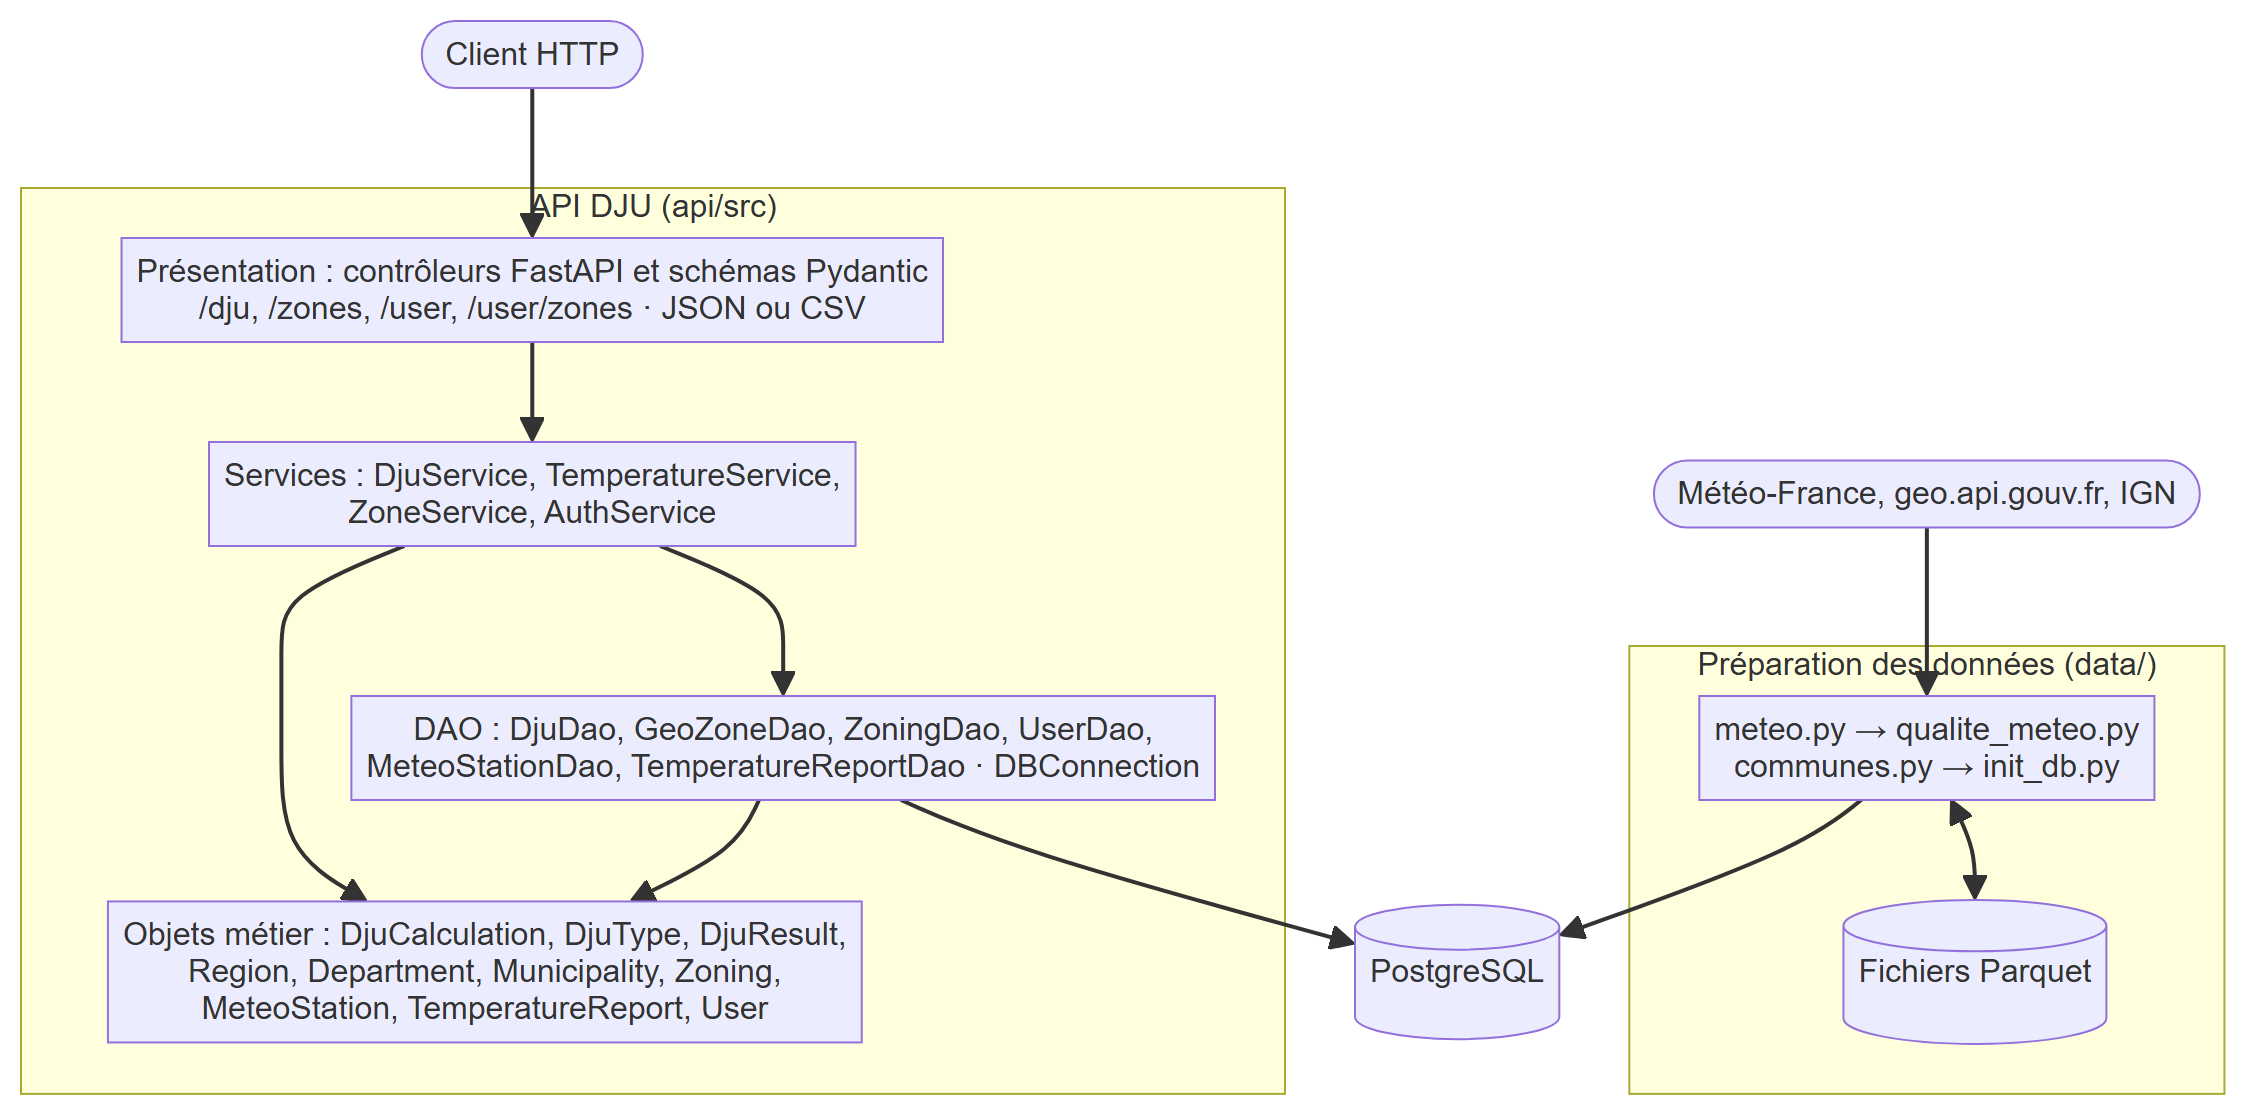 Client HTTP
API DJU (api/src)
Présentation : contrôleurs FastAPI et schémas Pydantic
/dju, /zones, /user, /user/zones · JSON ou CSV
Services : DjuService, TemperatureService,
ZoneService, AuthService
DAO : DjuDao, GeoZoneDao, ZoningDao, UserDao,
MeteoStationDao, TemperatureReportDao · DBConnection
Objets métier : DjuCalculation, DjuType, DjuResult,
Region, Department, Municipality, Zoning,
MeteoStation, TemperatureReport, User
PostgreSQL
Météo-France, geo.api.gouv.fr, IGN
Préparation des données (data/)
meteo.py → qualite_meteo.py
communes.py → init_db.py
Fichiers Parquet